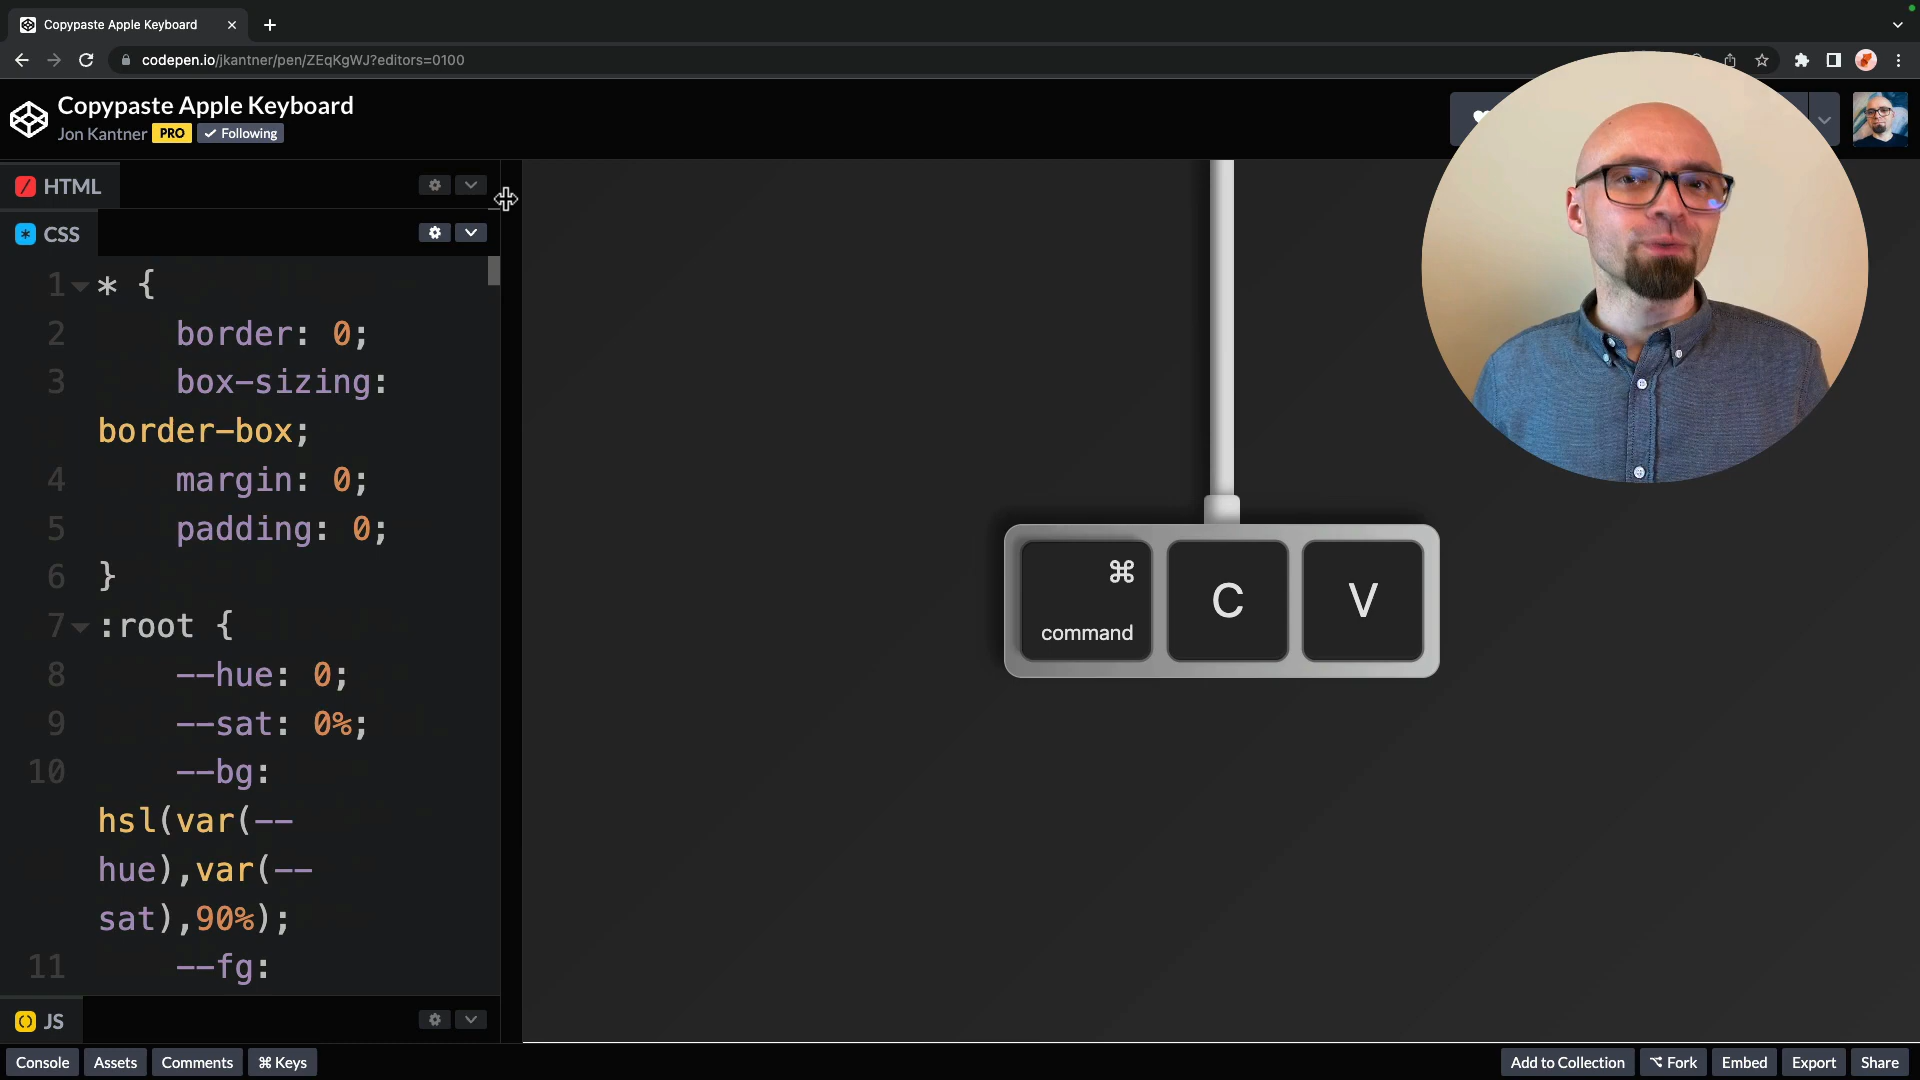 Copypaste Apple Keyboard
codepen.io/jkantner/pen/ZEqKgWJ?editors=0100
Copypaste Apple Keyboard
Jon Kantner PRO ✓ Following
HTML
CSS
1 * {
2 border: 0;
3 box-sizing:
border-box;
4 margin: 0;
5 padding: 0;
6 }
7 :root {
8 --hue: 0;
9 --sat: 0%;
10 --bg:
hsl(var(--
hue),var(--
sat),90%);
11 --fg:
⌘
command
C
V
JS
Console Assets Comments ⌘ Keys
Add to Collection Fork Embed Export Share